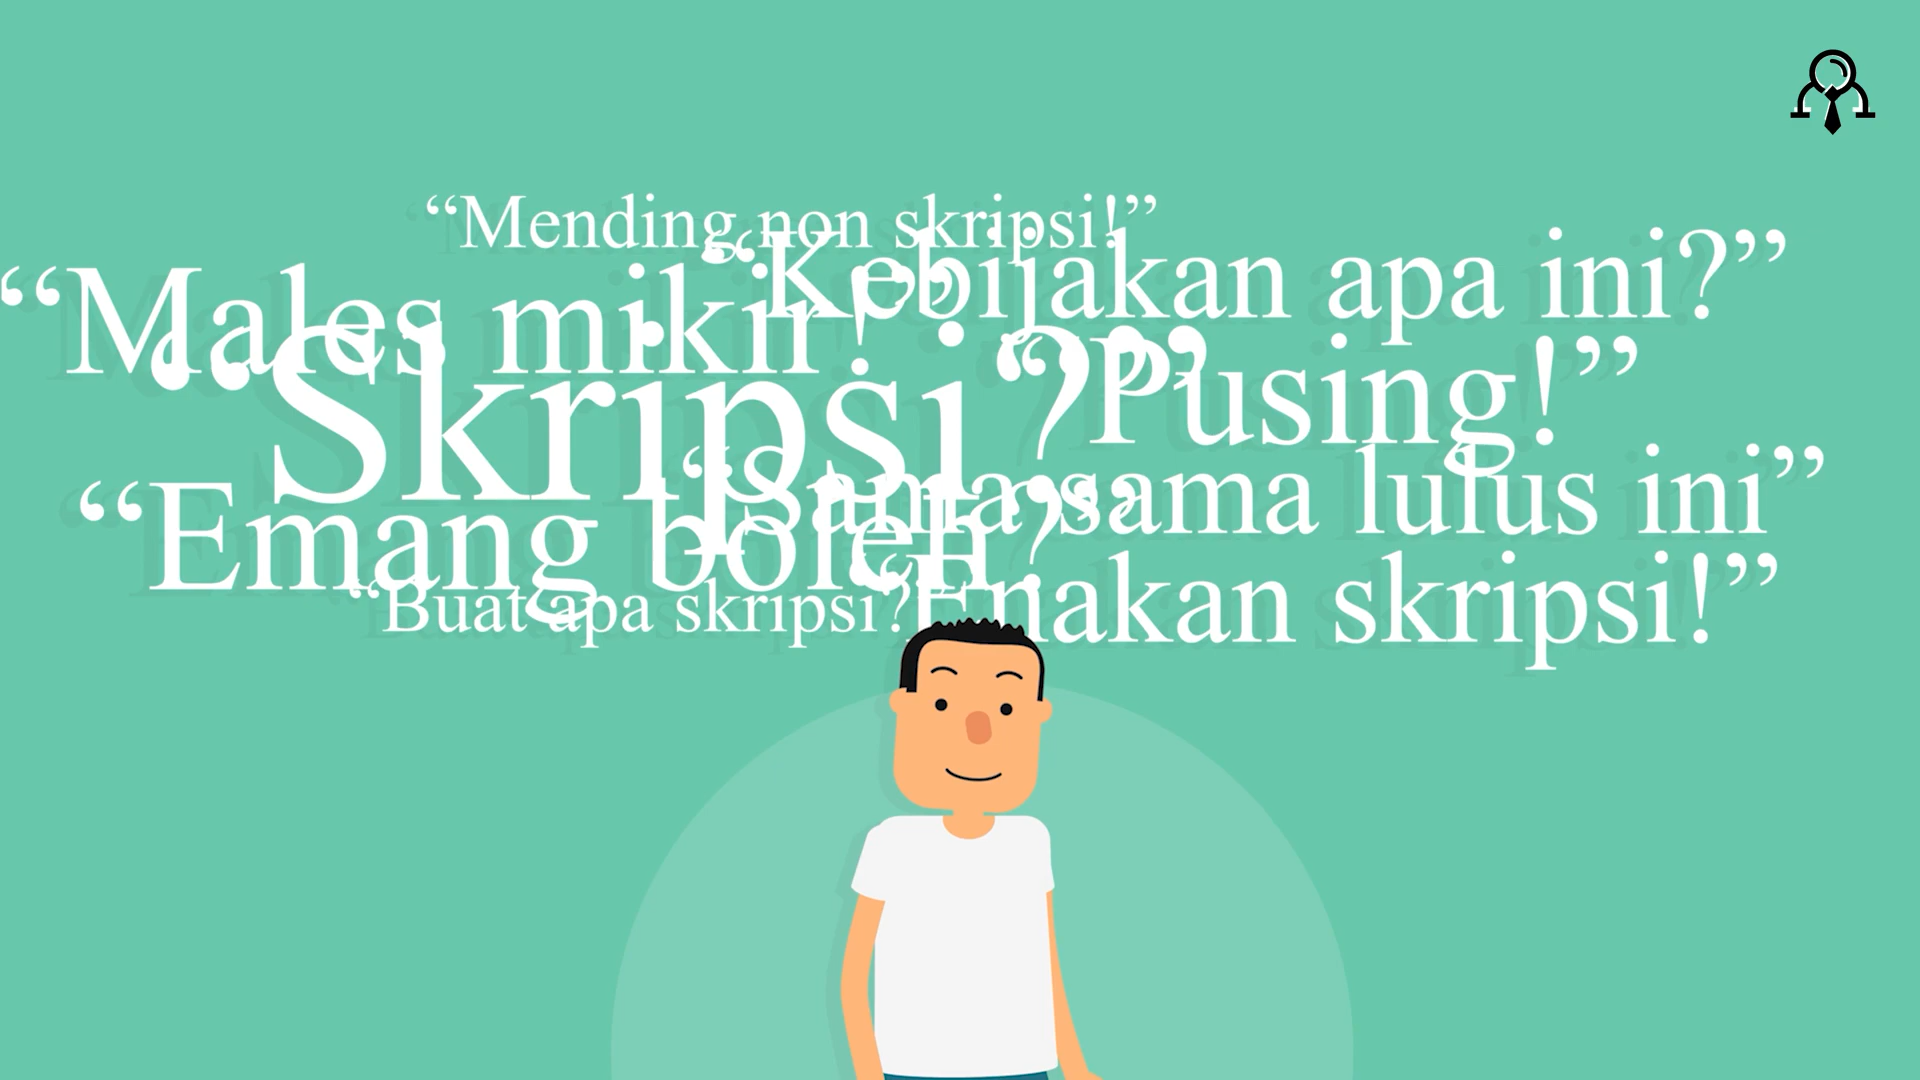 “Mending non skripsi!”
“Kebijakan apa ini?”
“Males mikir!”
“Skripsi?”
“Pusing!”
“Sama-sama lulus ini”
“Emang boleh?”
“Enakan skripsi!”
“Buat apa skripsi?